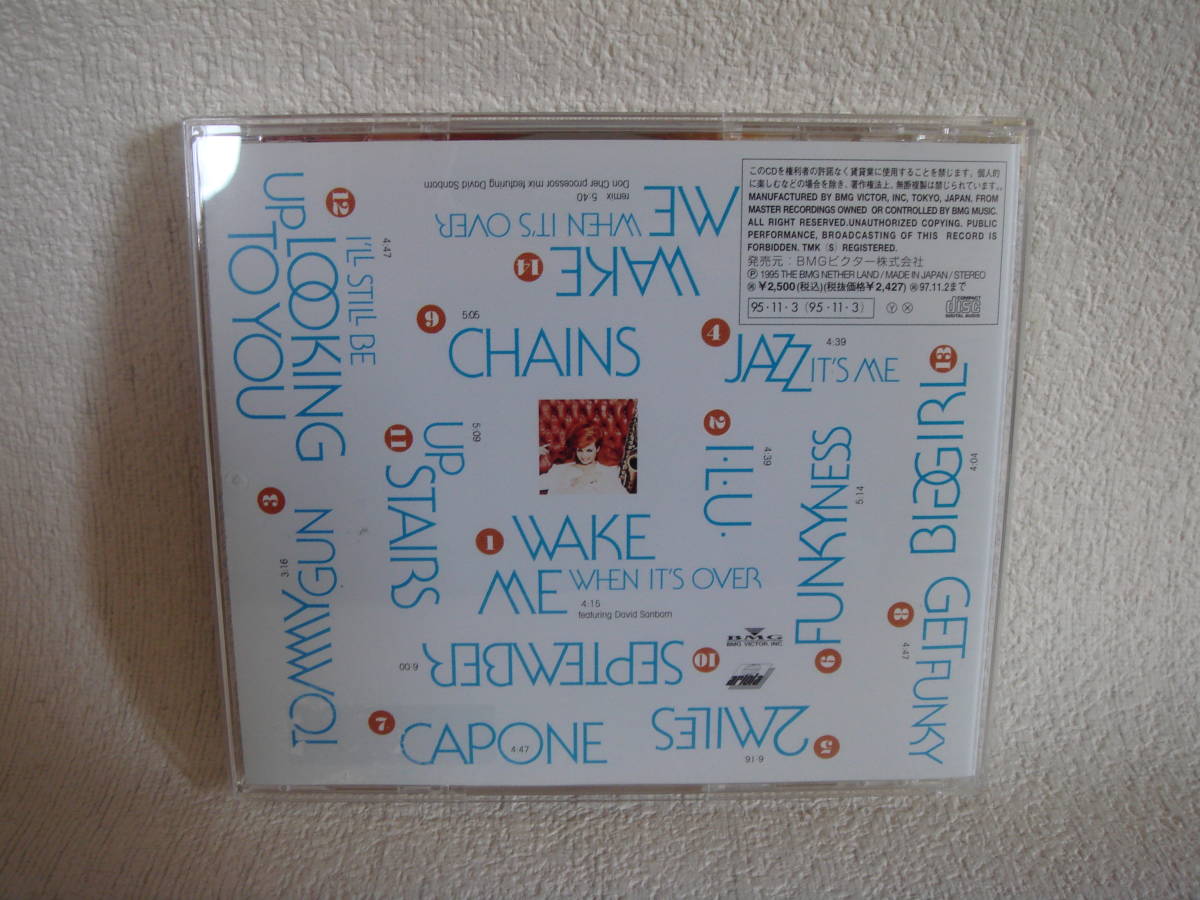 このCDを権利者の許諾なく賃貸業に使用することを禁じます。個人的
に楽しむなどの場合を除き、著作権法上、無断複製は禁じられています。
MANUFACTURED BY BMG VICTOR, INC, TOKYO, JAPAN. FROM
MASTER RECORDINGS OWNED OR CONTROLLED BY BMG MUSIC.
ALL RIGHT RESERVED.UNAUTHORIZED COPYING. PUBLIC
PERFORMANCE, BROADCASTING OF THIS RECORD IS
FORBIDDEN. TMK (S) REGISTERED.
発売元：BMGビクター株式会社
Ⓟ 1995 THE BMG NETHER LAND / MADE IN JAPAN / STEREO
¥2,500(税込)(税抜価格¥2,427) 97.11.2まで
95・11・3 (95・11・3)
Ⓨ Ⓧ
COMPACT
disc
DIGITAL AUDIO
1
WAKE
ME WHEN IT'S OVER
4:15
featuring David Sanborn
2
I・L・U・
4:39
3
TOMMYGUN
3:16
4
JAZZ IT'S ME
4:39
5
2 MILES
6:16
6
CHAINS
5:05
7
CAPONE
4:47
8
GET FUNKY
4:47
9
FUNKYNESS
5:14
10
SEPTEMBER
6:00
11
UP
STAIRS
5:09
12
I'LL STILL BE
LOOKING
UP TO YOU
4:47
13
BIG GIRL
4:04
14
WAKE
ME WHEN IT'S OVER
remix 5:40
Don Cher processor mix featuring David Sanborn
BMG
BMG VICTOR, INC
ariola